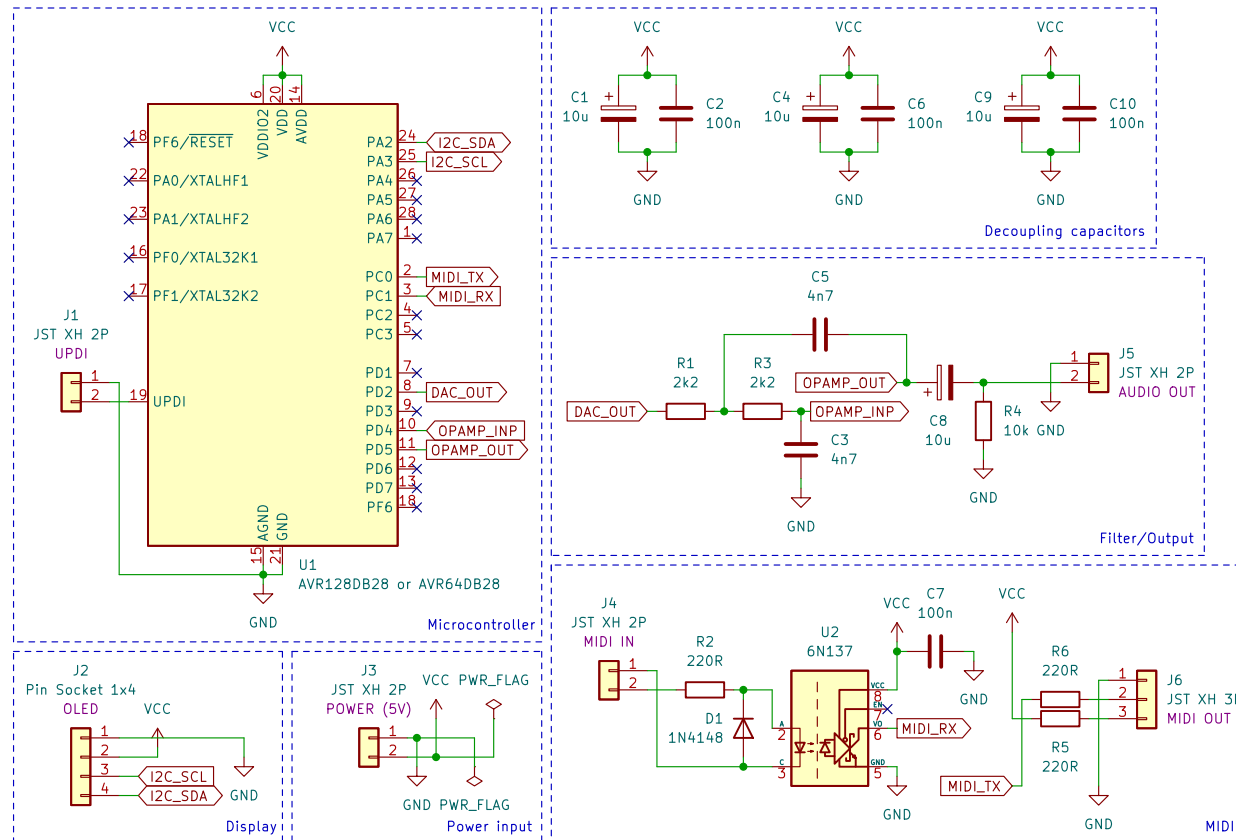 VCC
6
VDDIO2
20
VDD
14
AVDD
18
PF6/RESET
22
PA0/XTALHF1
23
PA1/XTALHF2
16
PF0/XTAL32K1
17
PF1/XTAL32K2
J1
JST XH 2P
UPDI
1
2
19
UPDI
PA2
24
I2C_SDA
PA3
25
I2C_SCL
PA4
26
PA5
27
PA6
28
PA7
1
PC0
2
MIDI_TX
PC1
3
MIDI_RX
PC2
4
PC3
5
PD1
7
PD2
8
DAC_OUT
PD3
9
PD4
10
OPAMP_INP
PD5
11
OPAMP_OUT
PD6
12
PD7
13
PF6
18
AGND
15
GND
21
U1
AVR128DB28 or AVR64DB28
GND
Microcontroller
VCC
+
C1
10u
C2
100n
GND
VCC
+
C4
10u
C6
100n
GND
VCC
+
C9
10u
C10
100n
GND
Decoupling capacitors
C5
4n7
R1
2k2
R3
2k2
DAC_OUT
OPAMP_OUT
OPAMP_INP
C3
4n7
GND
+
C8
10u
R4
10k
GND
GND
1
2
J5
JST XH 2P
AUDIO OUT
Filter/Output
J2
Pin Socket 1x4
OLED
VCC
1
2
3
4
I2C_SCL
I2C_SDA
GND
Display
J3
JST XH 2P
POWER (5V)
VCC
PWR_FLAG
1
2
GND
PWR_FLAG
Power input
J4
JST XH 2P
MIDI IN
1
2
R2
220R
D1
1N4148
U2
6N137
A
2
C
3
VCC
8
EN
7
VO
6
GND
5
MIDI_RX
VCC
C7
100n
GND
GND
VCC
R6
220R
R5
220R
MIDI_TX
1
2
3
J6
JST XH 3
MIDI OUT
GND
MIDI